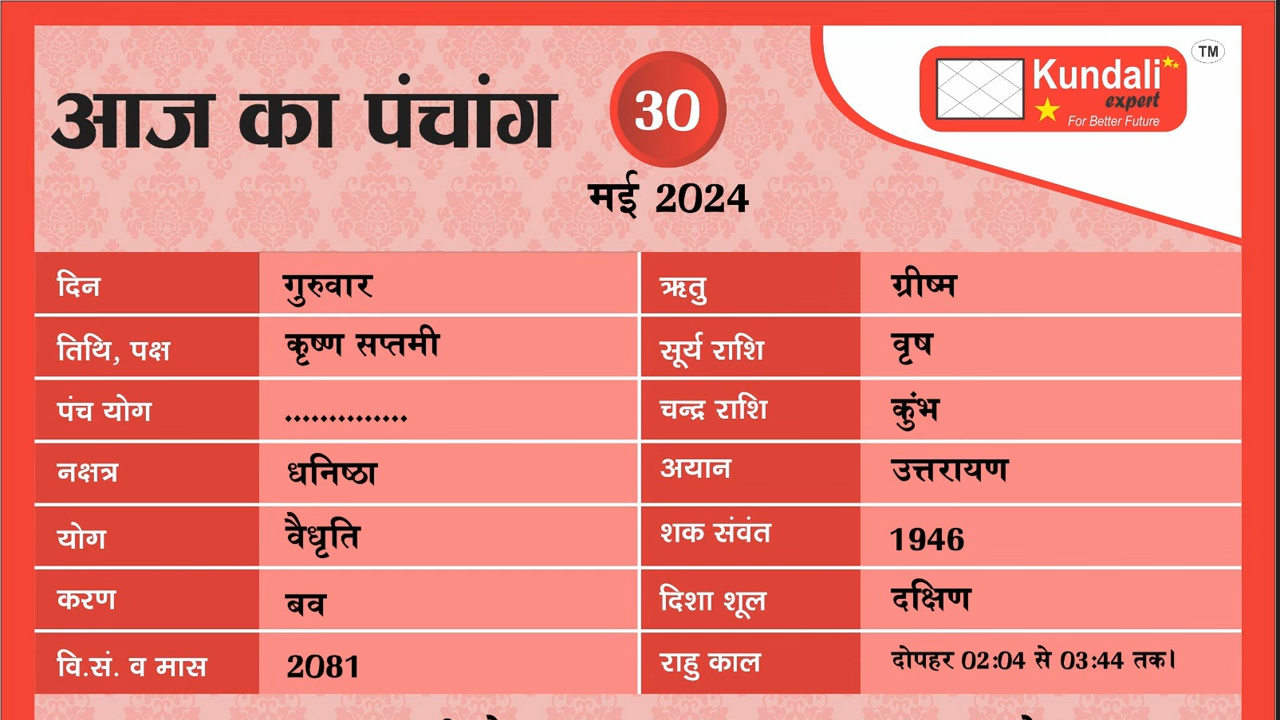 आज का पंचांग
30
मई 2024
Kundali
expert
For Better Future
TM
दिन गुरुवार ऋतु ग्रीष्म
तिथि, पक्ष कृष्ण सप्तमी सूर्य राशि वृष
पंच योग .............. चन्द्र राशि कुंभ
नक्षत्र धनिष्ठा अयान उत्तरायण
योग वैधृति शक संवंत 1946
करण बव दिशा शूल दक्षिण
वि.सं. व मास 2081 राहु काल दोपहर 02:04 से 03:44 तक।